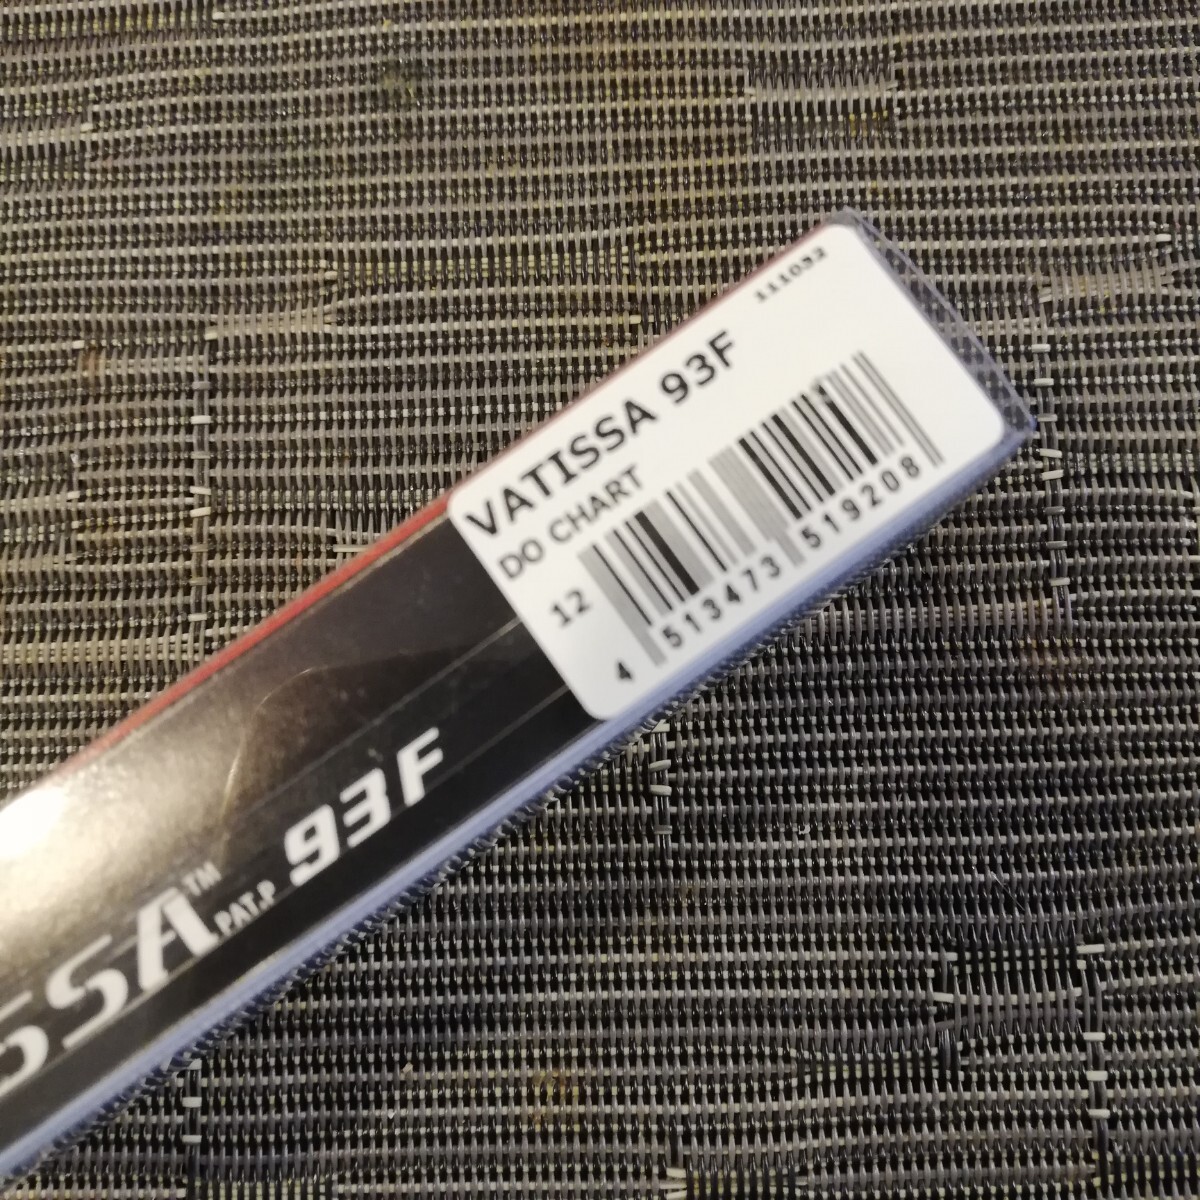 111032
VATISSA 93F
DO CHART
12
4 513473 519208
SSA™ PAT.P 93F